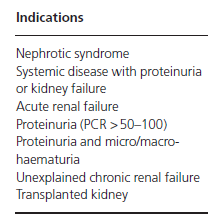 Indications
Nephrotic syndrome
Systemic disease with proteinuria
or kidney failure
Acute renal failure
Proteinuria (PCR >50–100)
Proteinuria and micro/macro-
haematuria
Unexplained chronic renal failure
Transplanted kidney